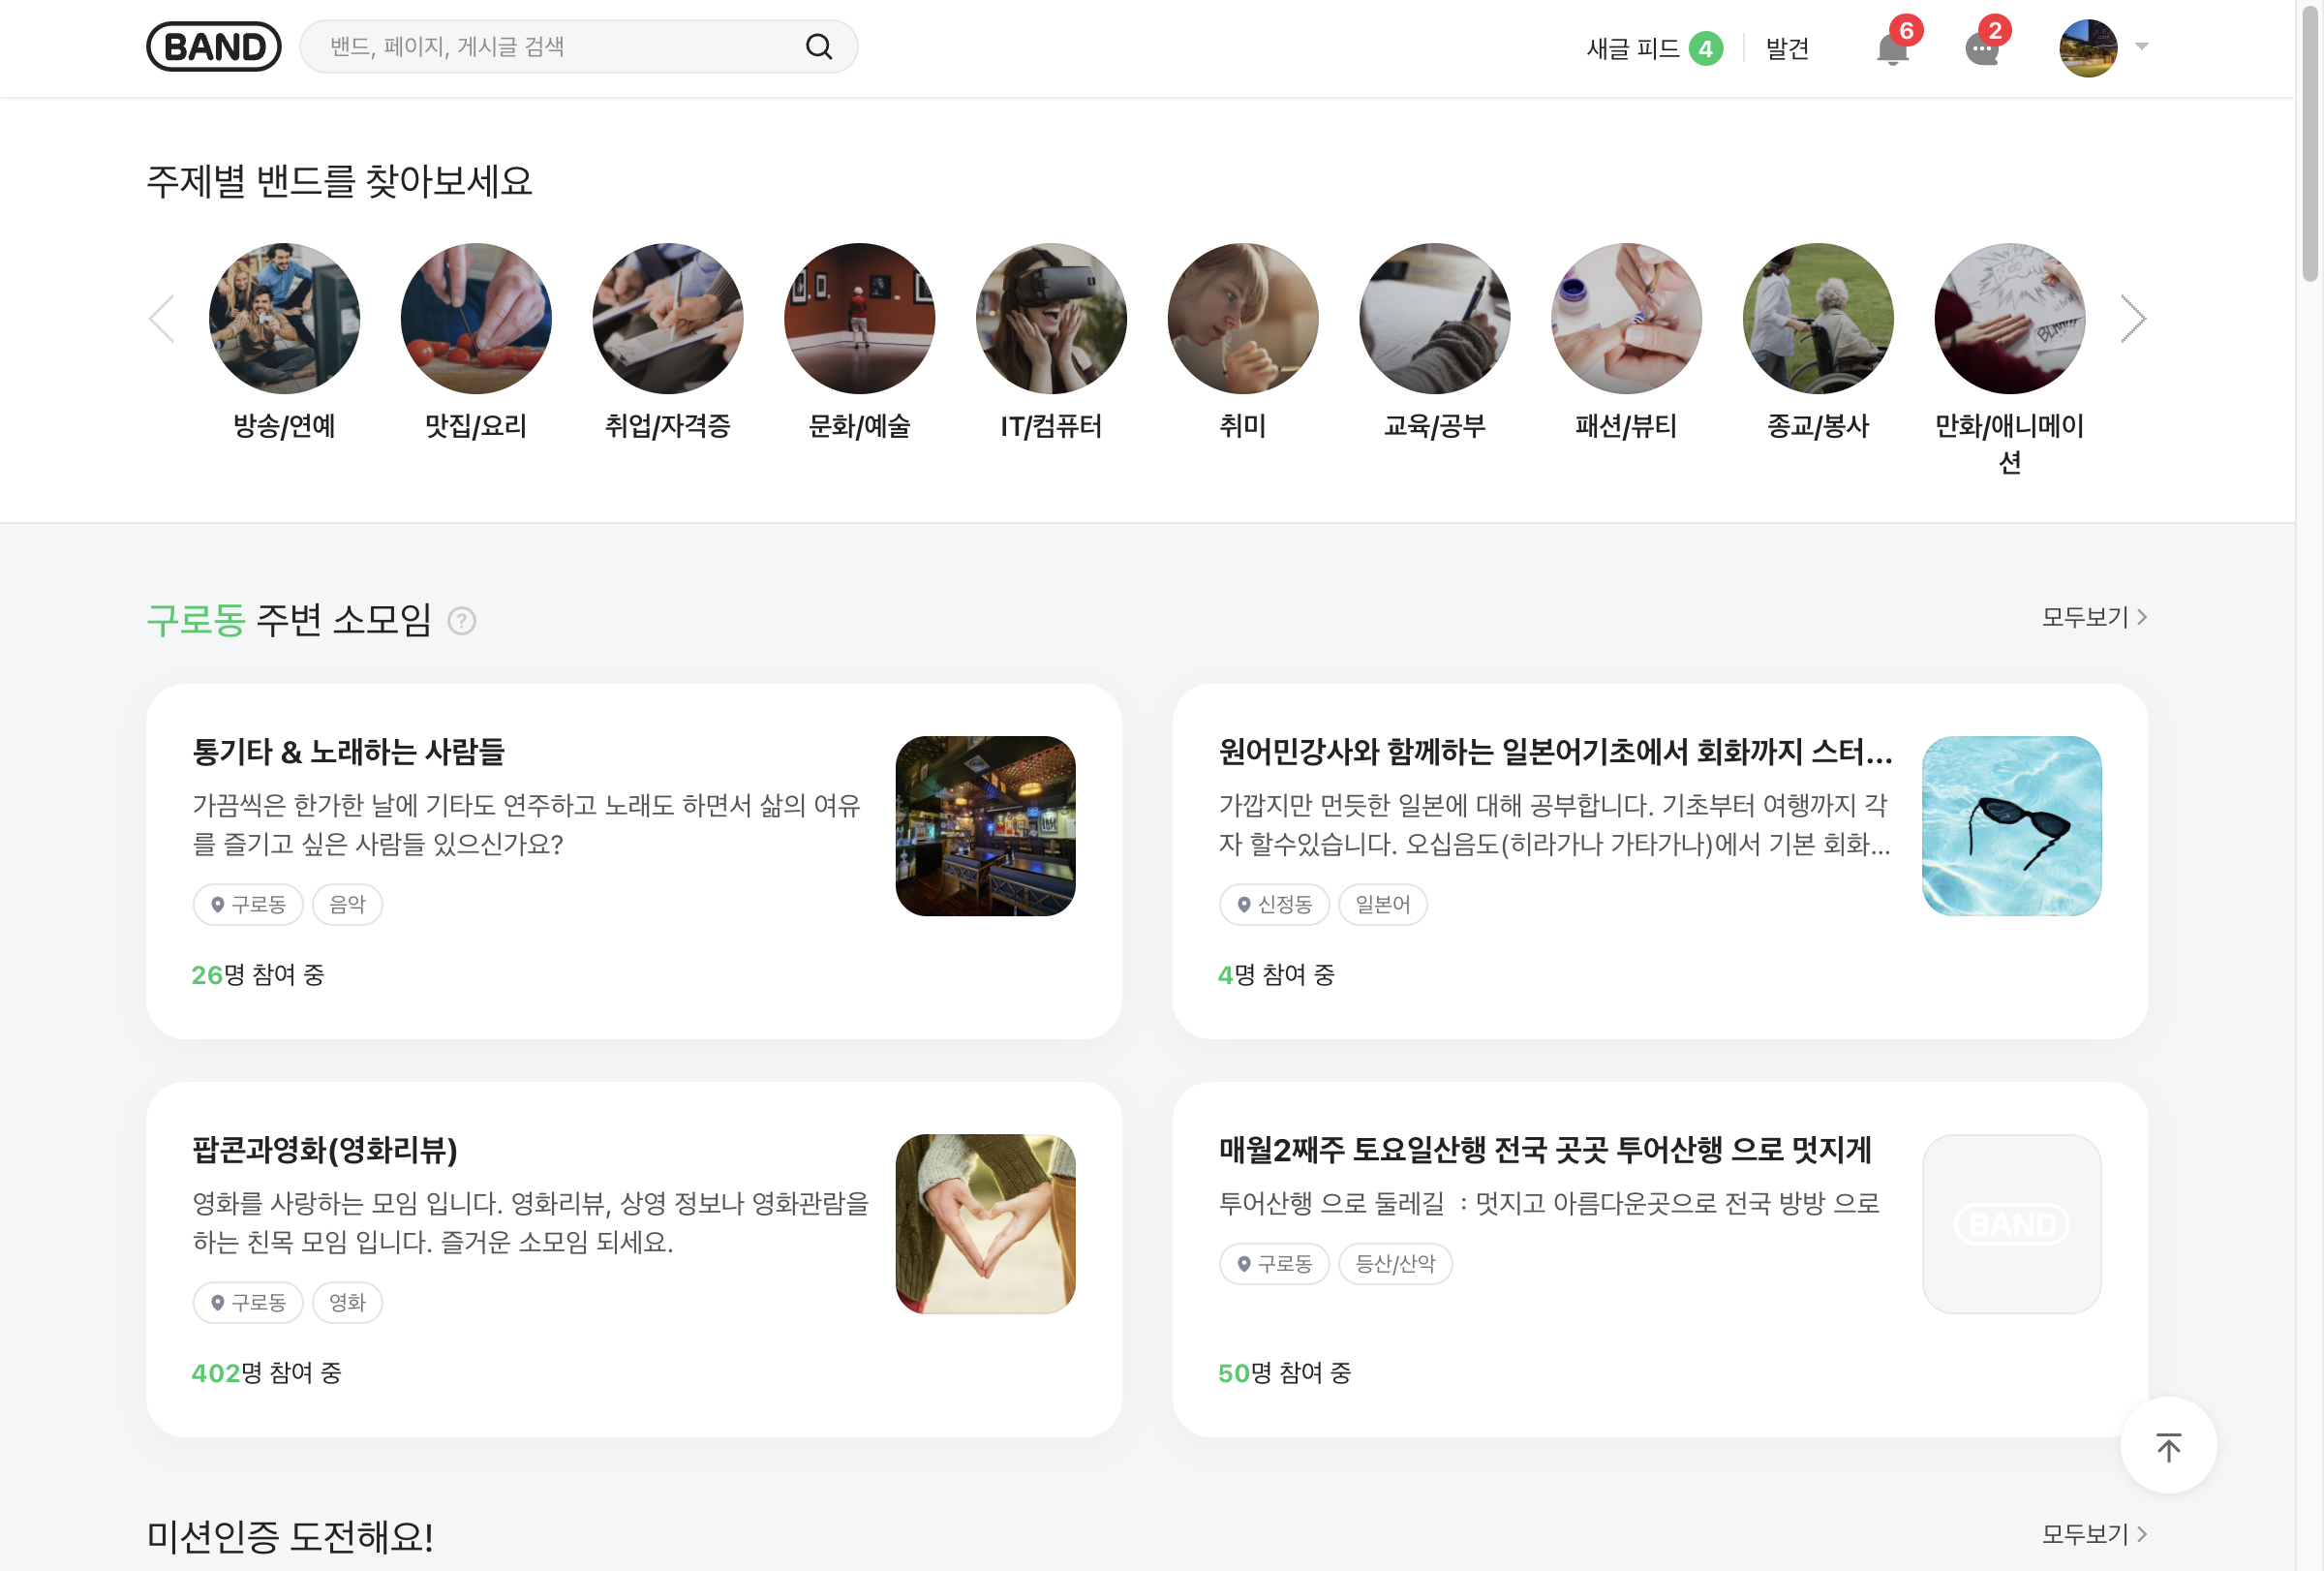 BAND
밴드, 페이지, 게시글 검색
새글 피드 4
발견
6
2
주제별 밴드를 찾아보세요
방송/연예
맛집/요리
취업/자격증
문화/예술
IT/컴퓨터
취미
교육/공부
패션/뷰티
종교/봉사
만화/애니메이
션
구로동 주변 소모임 ?
모두보기
통기타 & 노래하는 사람들
가끔씩은 한가한 날에 기타도 연주하고 노래도 하면서 삶의 여유
를 즐기고 싶은 사람들 있으신가요?
구로동 음악
26명 참여 중
원어민강사와 함께하는 일본어기초에서 회화까지 스터...
가깝지만 먼듯한 일본에 대해 공부합니다. 기초부터 여행까지 각
자 할수있습니다. 오십음도(히라가나 가타가나)에서 기본 회화...
신정동 일본어
4명 참여 중
팝콘과영화(영화리뷰)
영화를 사랑하는 모임 입니다. 영화리뷰, 상영 정보나 영화관람을
하는 친목 모임 입니다. 즐거운 소모임 되세요.
구로동 영화
402명 참여 중
매월2째주 토요일산행 전국 곳곳 투어산행 으로 멋지게
투어산행 으로 둘레길 : 멋지고 아름다운곳으로 전국 방방 으로
구로동 등산/산악
BAND
50명 참여 중
미션인증 도전해요!
모두보기